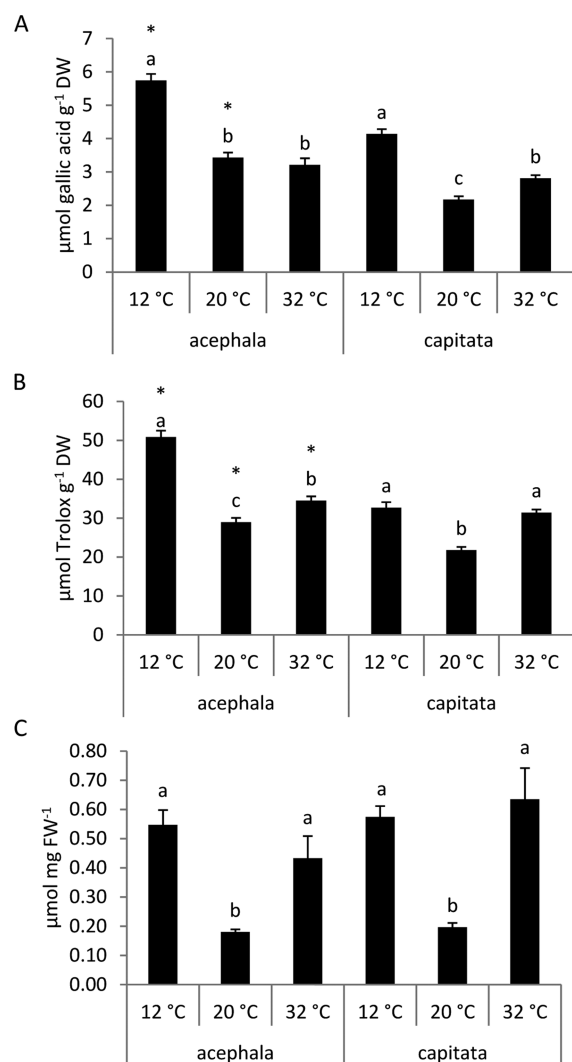 A
*
a
*
b
b
a
c
b
7
6
5
4
3
2
1
0
µmol gallic acid g-1 DW
12 °C 20 °C 32 °C 12 °C 20 °C 32 °C
acephala capitata
B
*
a
*
c
*
b
a
b
a
60
50
40
30
20
10
0
µmol Trolox g-1 DW
12 °C 20 °C 32 °C 12 °C 20 °C 32 °C
acephala capitata
C
a
b
a
a
b
a
0.80
0.70
0.60
0.50
0.40
0.30
0.20
0.10
0.00
µmol mg FW-1
12 °C 20 °C 32 °C 12 °C 20 °C 32 °C
acephala capitata